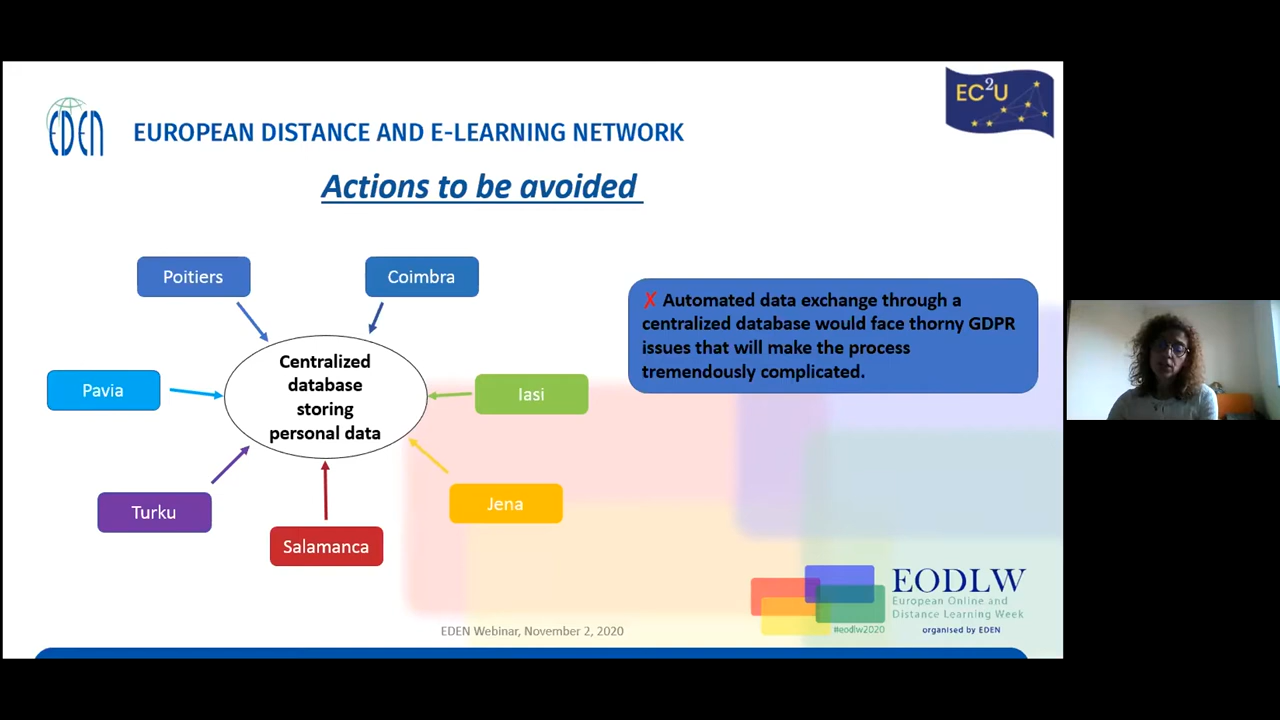 EDEN
EUROPEAN DISTANCE AND E-LEARNING NETWORK
EC2U
Actions to be avoided
Poitiers
Coimbra
Pavia
Centralized
database
storing
personal data
Iasi
Turku
Salamanca
Jena
✗ Automated data exchange through a
centralized database would face thorny GDPR
issues that will make the process
tremendously complicated.
EODLW
European Online and
Distance Learning Week
#eodlw2020
organised by EDEN
EDEN Webinar, November 2, 2020